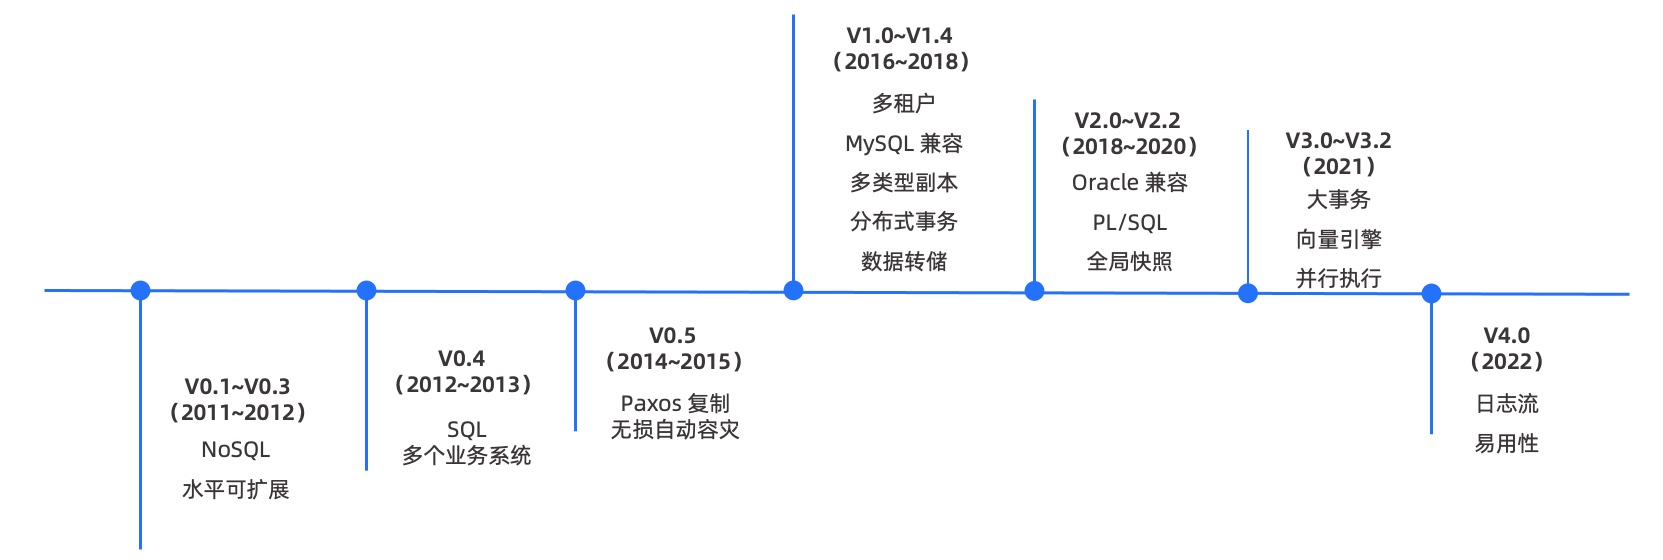 V0.1~V0.3
(2011~2012)
NoSQL
水平可扩展
V0.4
(2012~2013)
SQL
多个业务系统
V0.5
(2014~2015)
Paxos 复制
无损自动容灾
V1.0~V1.4
(2016~2018)
多租户
MySQL 兼容
多类型副本
分布式事务
数据转储
V2.0~V2.2
(2018~2020)
Oracle 兼容
PL/SQL
全局快照
V3.0~V3.2
(2021)
大事务
向量引擎
并行执行
V4.0
(2022)
日志流
易用性